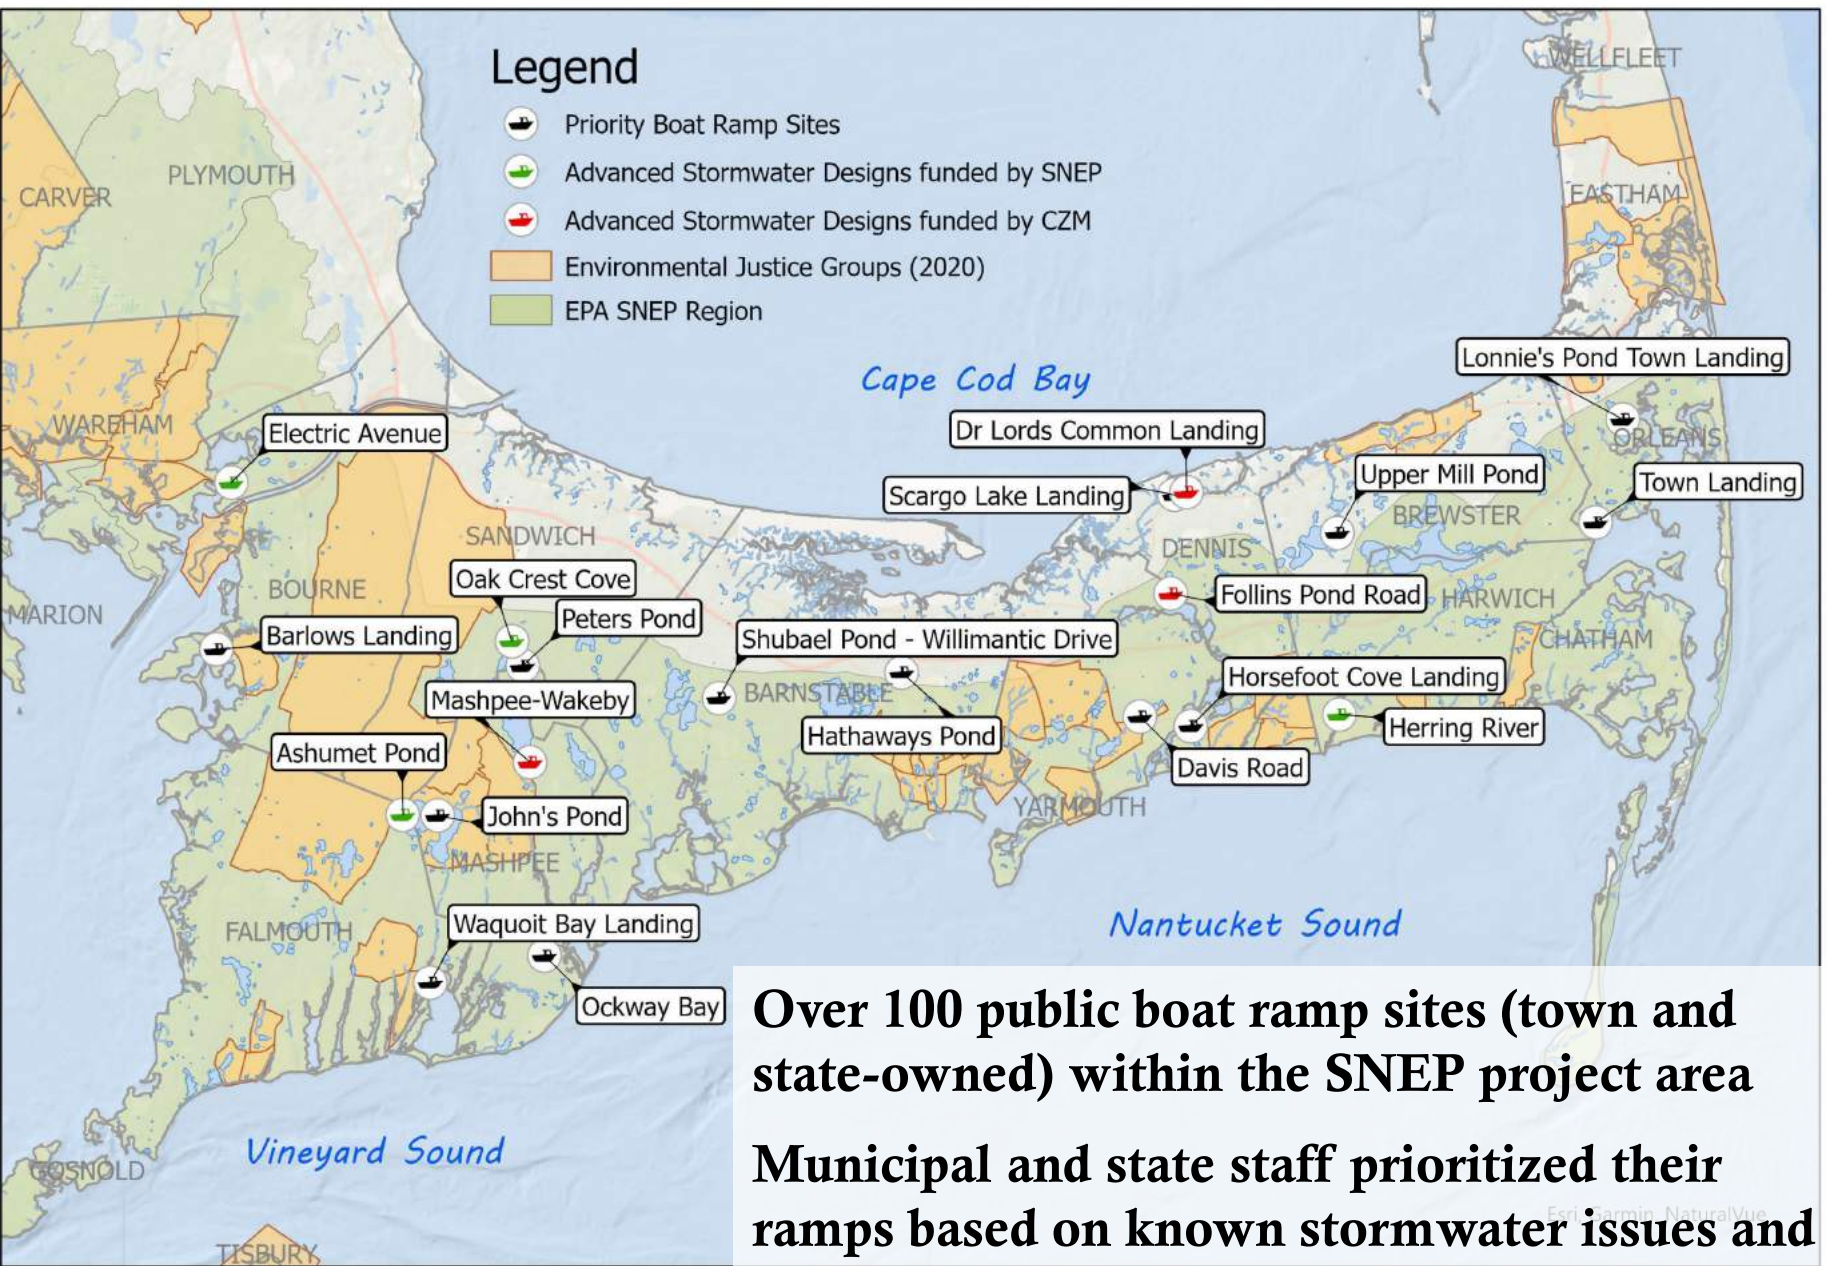 Legend
Priority Boat Ramp Sites
Advanced Stormwater Designs funded by SNEP
Advanced Stormwater Designs funded by CZM
Environmental Justice Groups (2020)
EPA SNEP Region
WELLFLEET
PLYMOUTH
CARVER
EASTHAM
Lonnie's Pond Town Landing
Cape Cod Bay
WAREHAM
Electric Avenue
Dr Lords Common Landing
ORLEANS
Upper Mill Pond
Town Landing
Scargo Lake Landing
BREWSTER
SANDWICH
DENNIS
Oak Crest Cove
BOURNE
Follins Pond Road
HARWICH
MARION
Peters Pond
Barlows Landing
Shubael Pond - Willimantic Drive
CHATHAM
Horsefoot Cove Landing
Mashpee-Wakeby
BARNSTABLE
Hathaways Pond
Herring River
Ashumet Pond
Davis Road
YARMOUTH
John's Pond
MASHPEE
Waquoit Bay Landing
FALMOUTH
Nantucket Sound
Ockway Bay
Over 100 public boat ramp sites (town and
state-owned) within the SNEP project area
Vineyard Sound
GOSNOLD
Municipal and state staff prioritized their
ramps based on known stormwater issues and
Esri, Garmin, NaturalVue
TISBURY